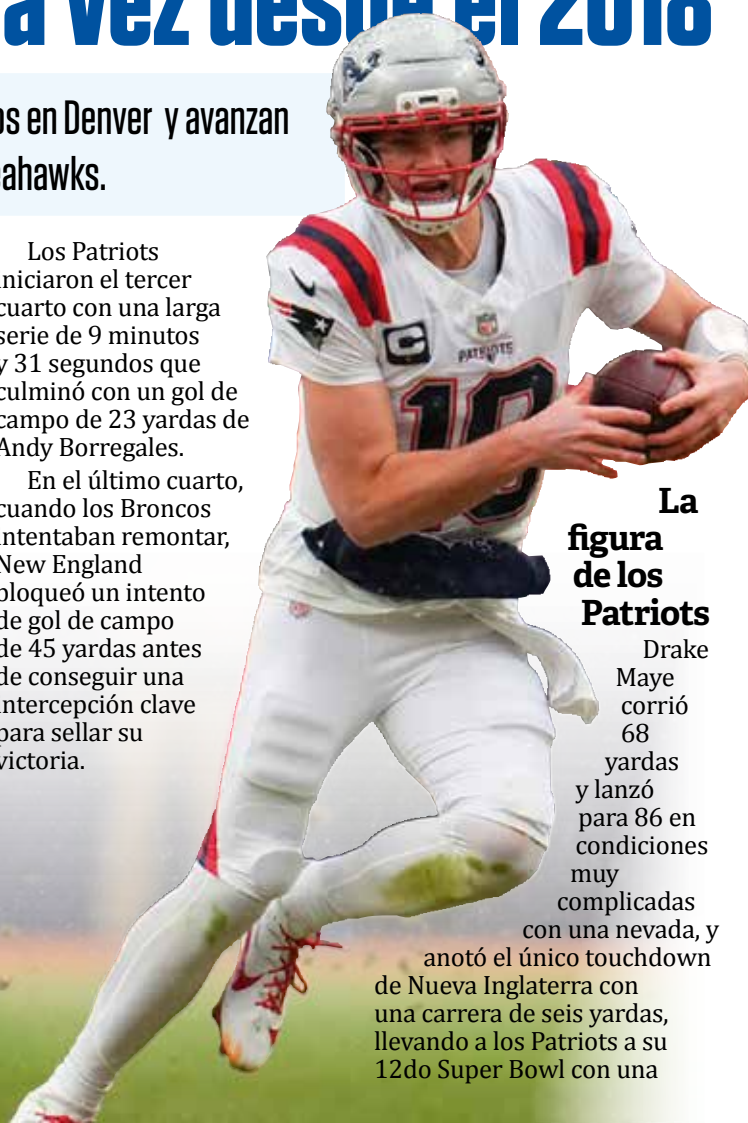 a vez desde el 2018
os en Denver y avanzan
eahawks.
Los Patriots
iniciaron el tercer
cuarto con una larga
serie de 9 minutos
y 31 segundos que
culminó con un gol de
campo de 23 yardas de
Andy Borregales.
En el último cuarto,
cuando los Broncos
intentaban remontar,
New England
bloqueó un intento
de gol de campo
de 45 yardas antes
de conseguir una
intercepción clave
para sellar su
victoria.
C
PATRIOTS
10
La
figura
de los
Patriots
Drake
Maye
corrió
68
yardas
y lanzó
para 86 en
condiciones
muy
complicadas
con una nevada, y
anotó el único touchdown
de Nueva Inglaterra con
una carrera de seis yardas,
llevando a los Patriots a su
12do Super Bowl con una